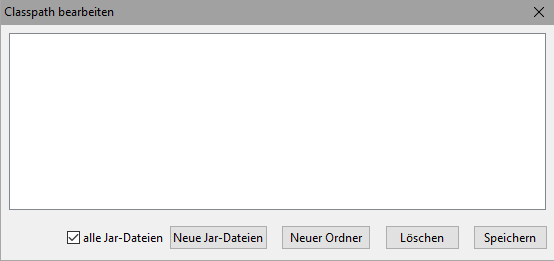 Classpath bearbeiten
alle Jar-Dateien Neue Jar-Dateien Neuer Ordner Löschen Speichern